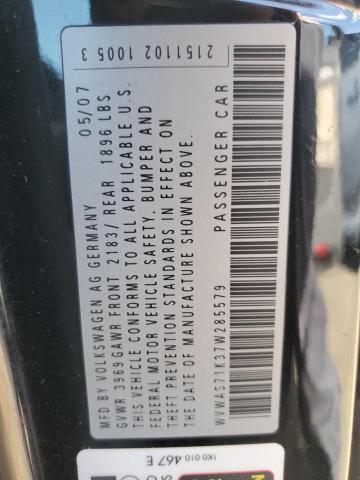 2151102 1005 3
05/07
MFD BY VOLKSWAGEN AG GERMANY
GVWR 3969 GAWR FRONT 2183/ REAR 1896 LBS
THIS VEHICLE CONFORMS TO ALL APPLICABLE U.S.
FEDERAL MOTOR VEHICLE SAFETY, BUMPER AND
THEFT PREVENTION STANDARDS IN EFFECT ON
THE DATE OF MANUFACTURE SHOWN ABOVE.
WVWAS71K37W285579 PASSENGER CAR
1K0 010 467 E